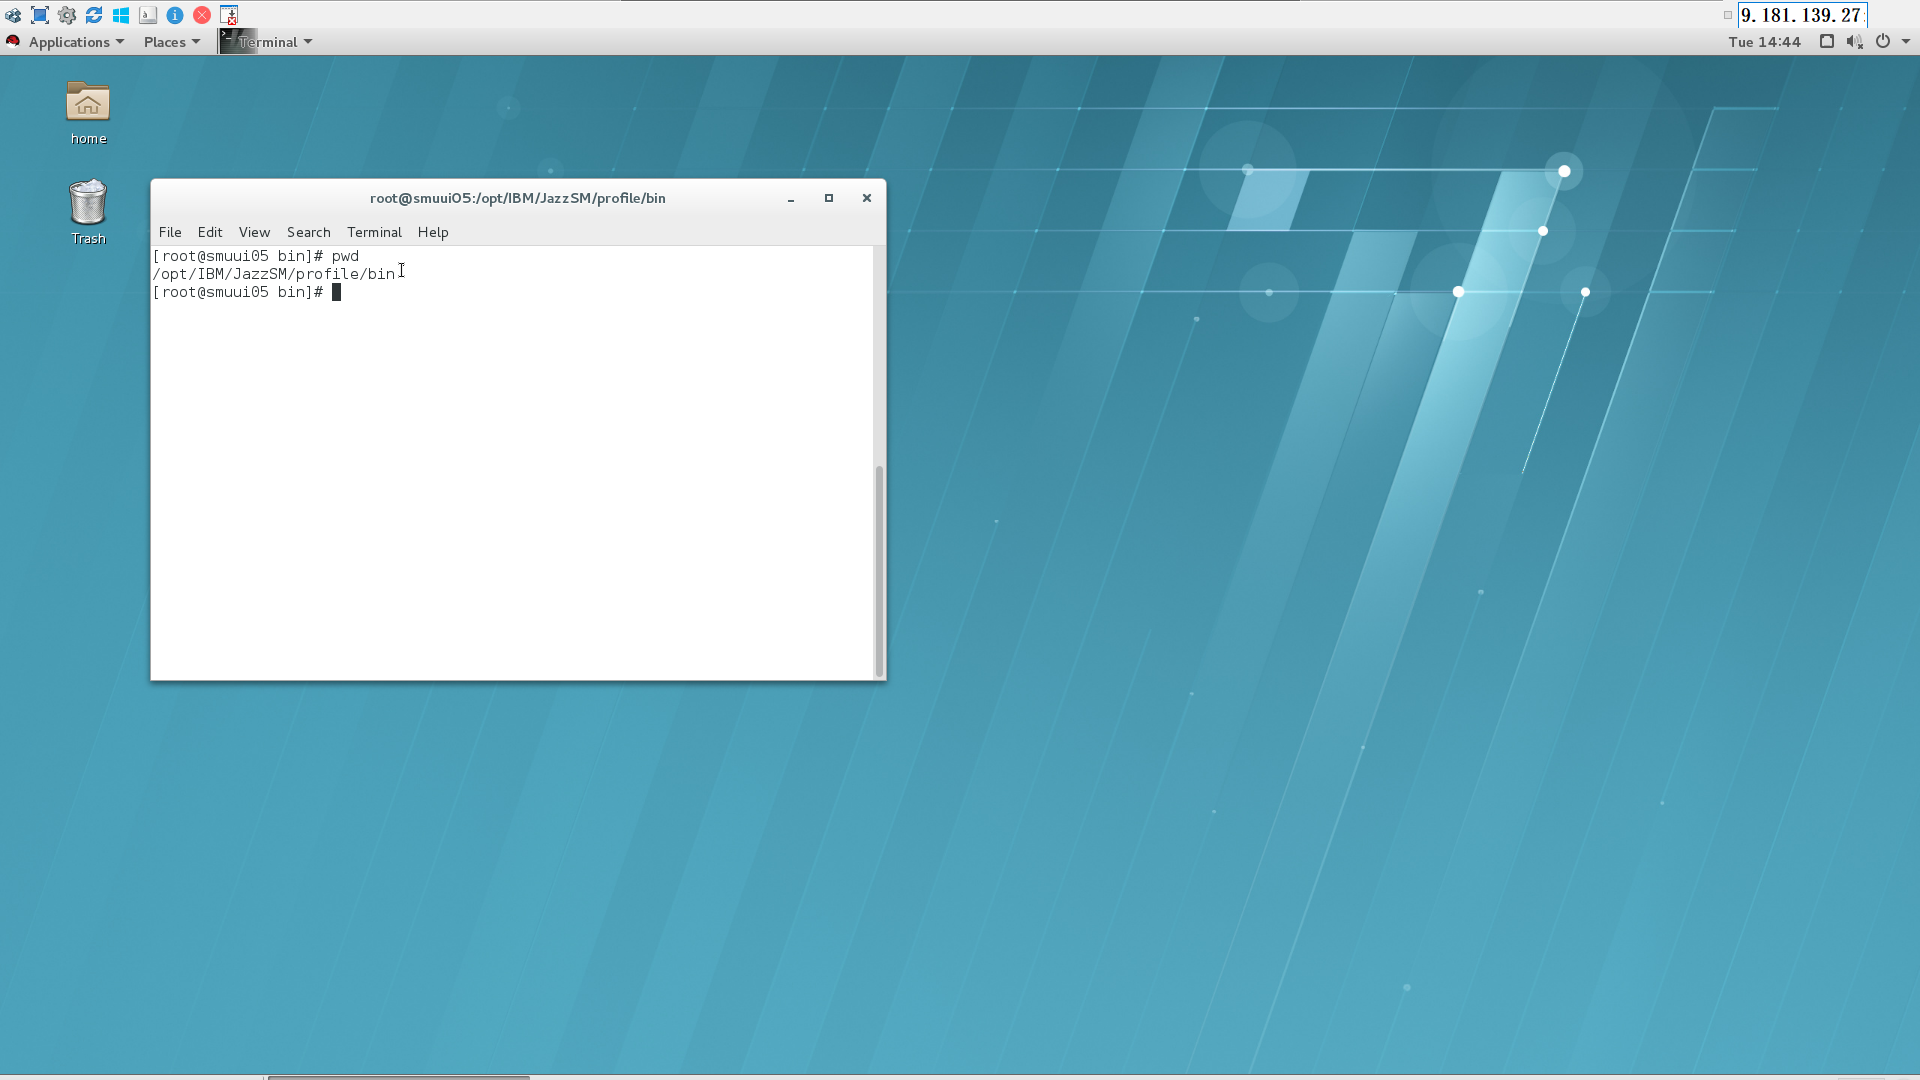 9.181.139.27:
Applications Places Terminal Tue 14:44
home
Trash
root@smuui05:/opt/IBM/JazzSM/profile/bin
File Edit View Search Terminal Help
[root@smuui05 bin]# pwd
/opt/IBM/JazzSM/profile/bin
[root@smuui05 bin]#